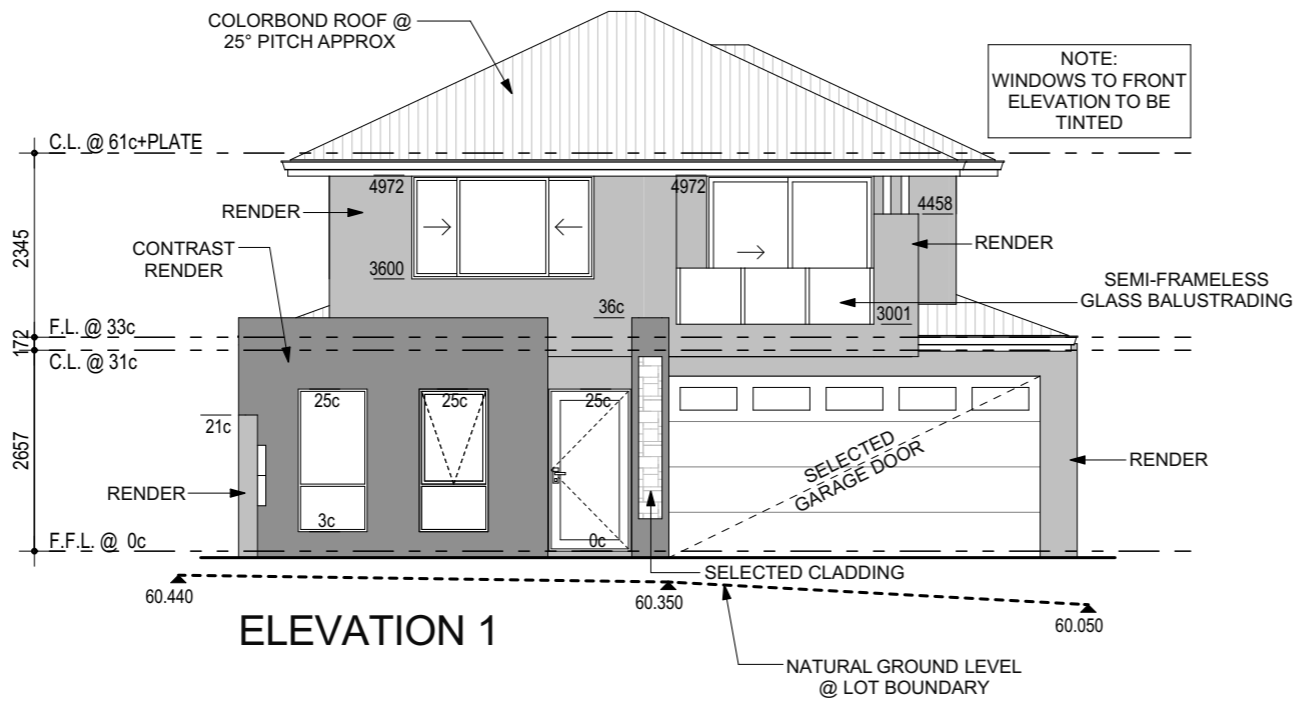 COLORBOND ROOF @
25° PITCH APPROX
NOTE:
WINDOWS TO FRONT
ELEVATION TO BE
TINTED
C.L. @ 61c+PLATE
4972
4972
4458
RENDER
RENDER
CONTRAST
RENDER
2345
3600
SEMI-FRAMELESS
GLASS BALUSTRADING
36c
3001
F.L. @ 33c
172
C.L. @ 31c
25c
25c
25c
21c
2657
SELECTED
GARAGE DOOR
RENDER
RENDER
3c
F.F.L. @ 0c
0c
SELECTED CLADDING
60.440
60.350
60.050
ELEVATION 1
NATURAL GROUND LEVEL
@ LOT BOUNDARY